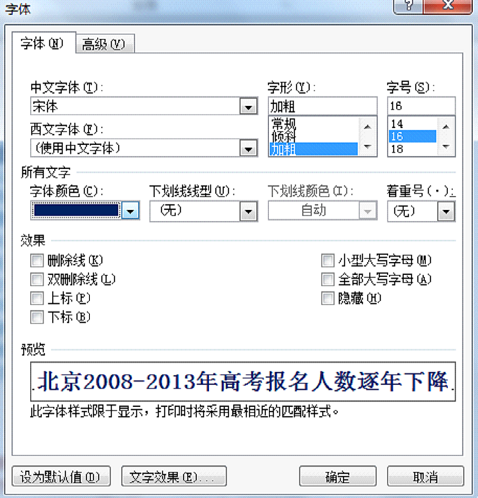 字体
?
字体(N)
高级(V)
中文字体(T):
字形(Y):
字号(S):
宋体
加粗
16
常规
倾斜
加粗
14
16
18
西文字体(F):
(使用中文字体)
所有文字
字体颜色(C):
下划线线型(U):
下划线颜色(I):
着重号(·):
(无)
自动
(无)
效果
删除线(K)
小型大写字母(M)
双删除线(L)
全部大写字母(A)
上标(P)
隐藏(H)
下标(B)
预览
北京2008-2013年高考报名人数逐年下降
此字体样式限于显示，打印时将采用最相近的匹配样式。
设为默认值(D)
文字效果(E)...
确定
取消